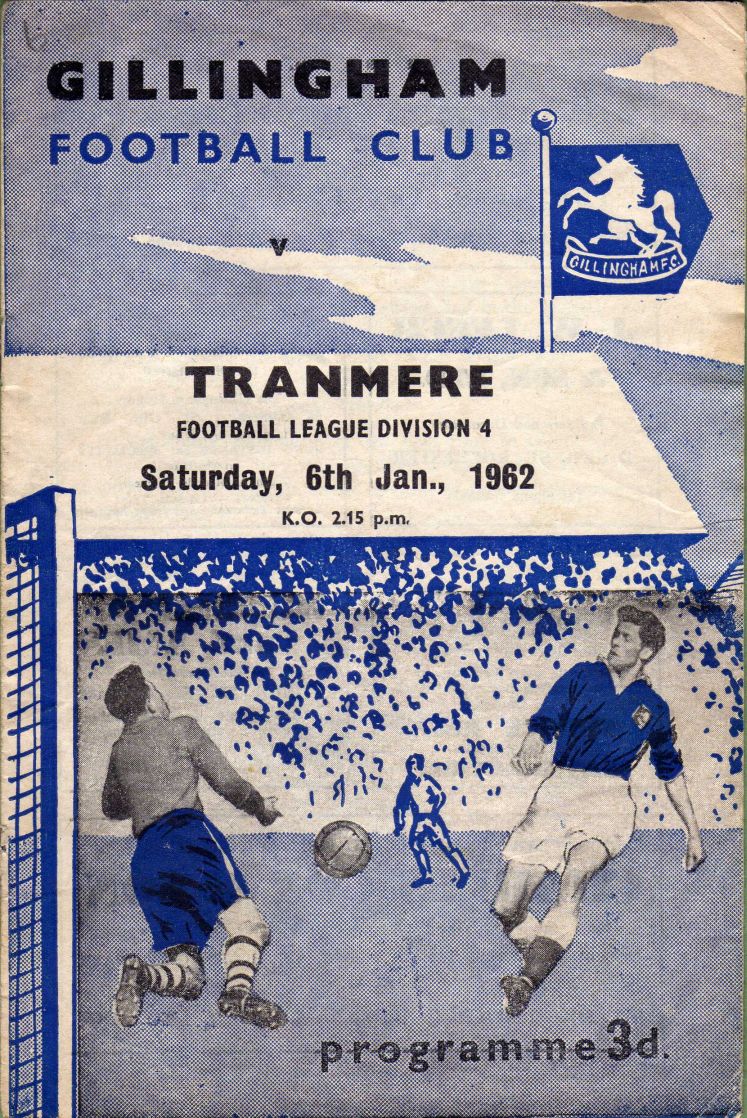 GILLINGHAM
FOOTBALL CLUB
v
GILLINGHAM F.C.
TRANMERE
FOOTBALL LEAGUE DIVISION 4
Saturday, 6th Jan., 1962
K.O. 2.15 p.m.
programme 3d.